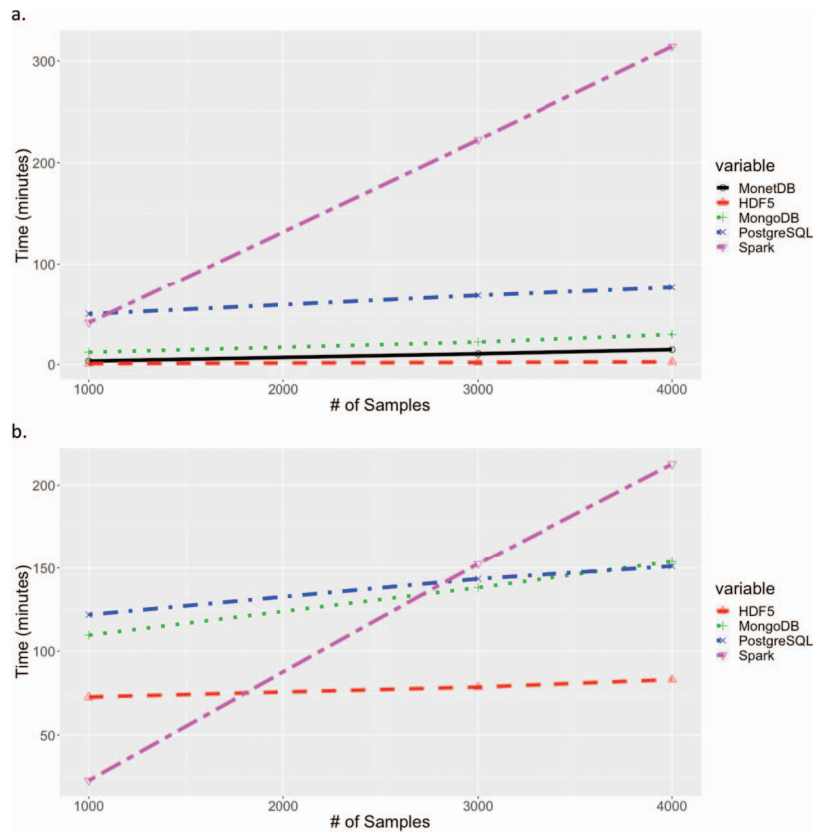 a.
300
200
100
0
Time (minutes)
1000
2000
3000
4000
# of Samples
variable
MonetDB
HDF5
MongoDB
PostgreSQL
Spark
b.
200
150
100
50
Time (minutes)
1000
2000
3000
4000
# of Samples
variable
HDF5
MongoDB
PostgreSQL
Spark